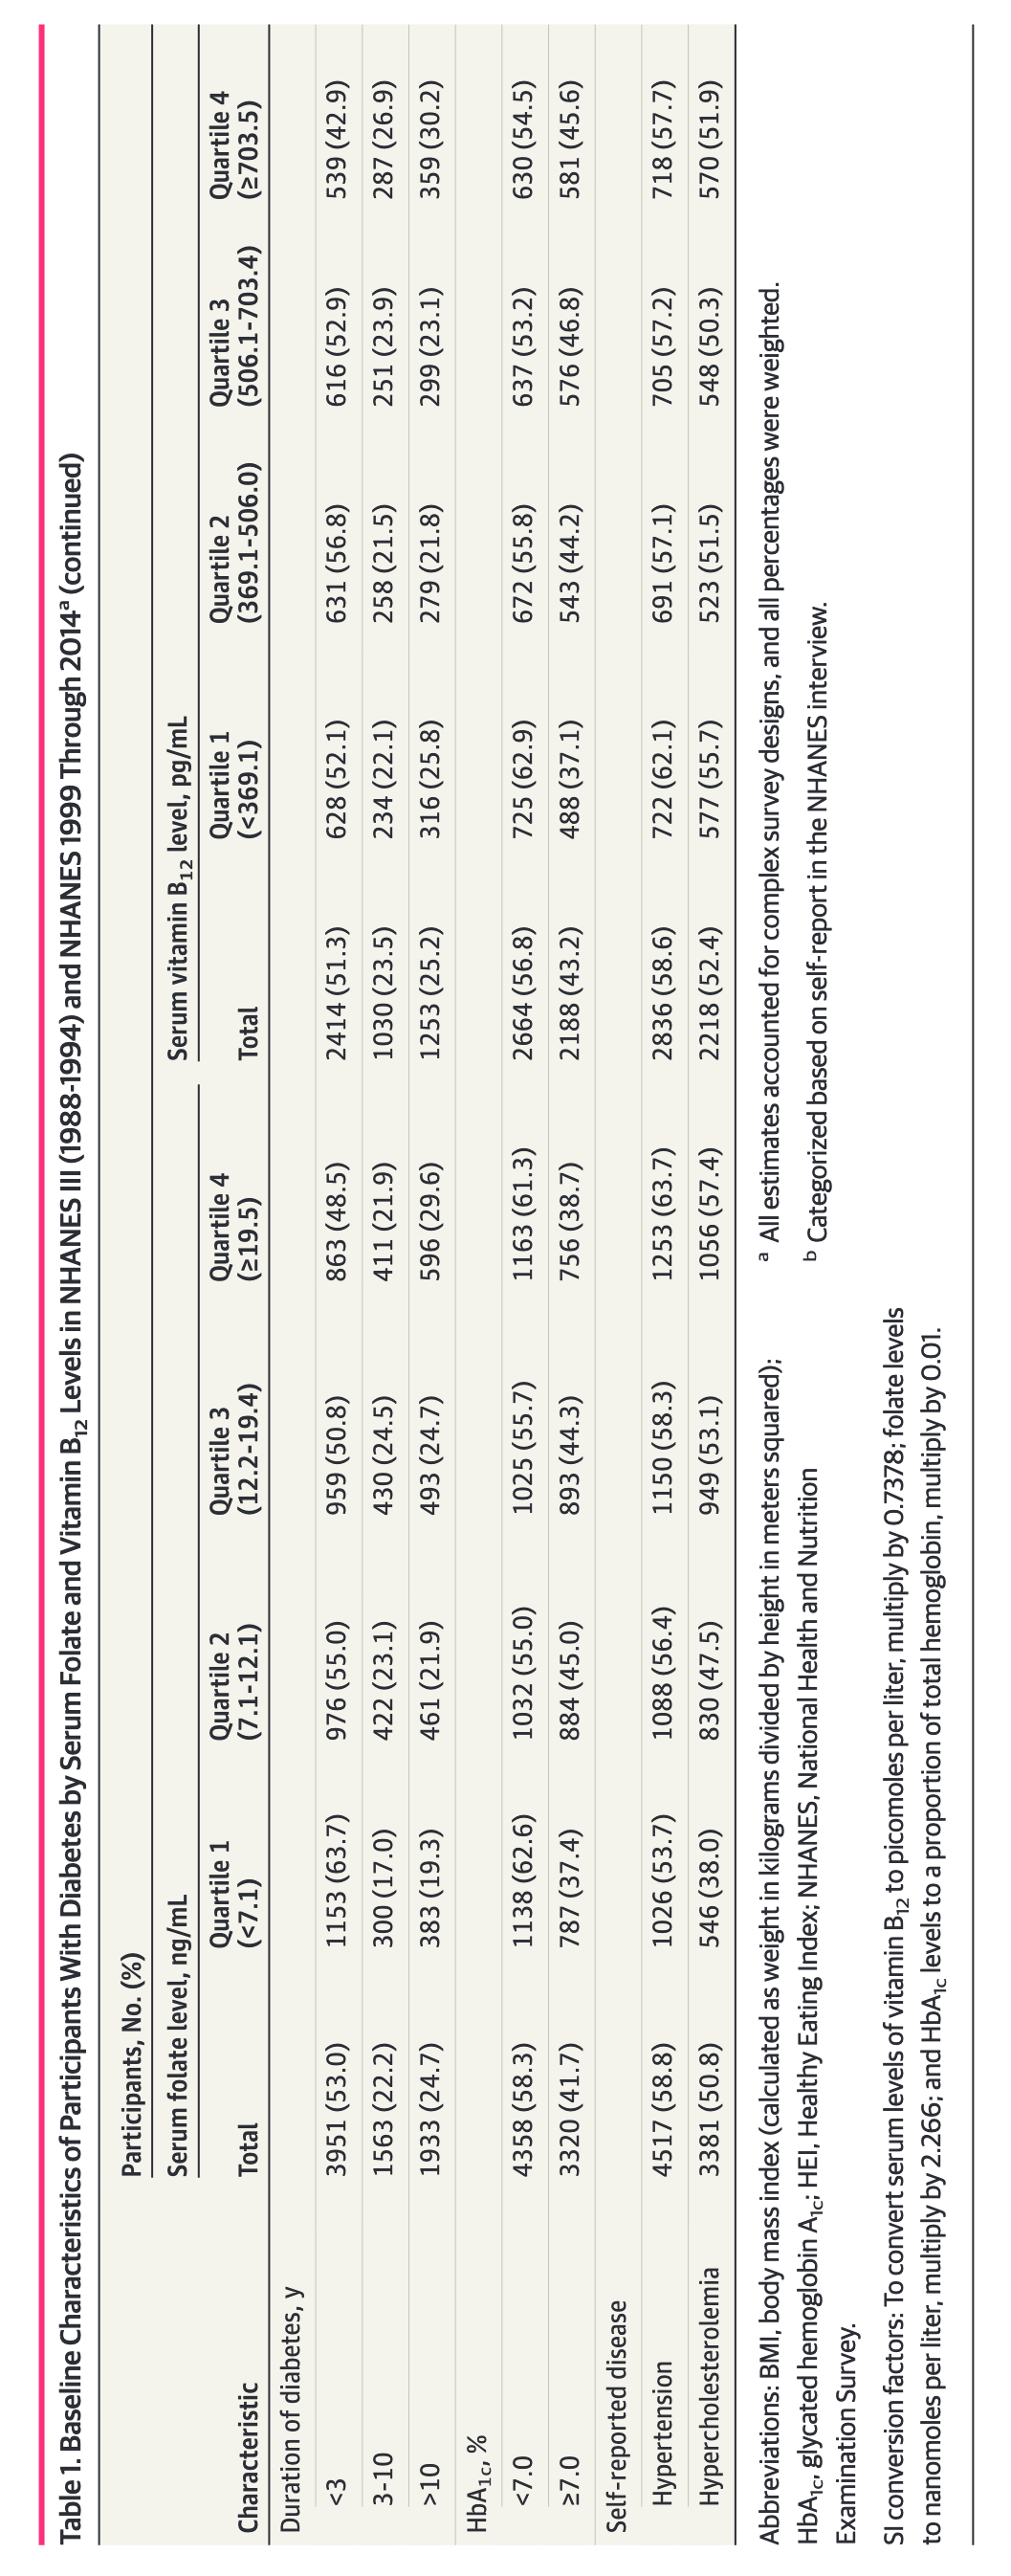 Table 1. Baseline Characteristics of Participants With Diabetes by Serum Folate and Vitamin B12 Levels in NHANES III (1988-1994) and NHANES 1999 Through 2014a (continued)
Participants, No. (%)
Serum folate level, ng/mL Serum vitamin B12 level, pg/mL
Characteristic Total Quartile 1 (<7.1) Quartile 2 (7.1-12.1) Quartile 3 (12.2-19.4) Quartile 4 (≥19.5) Total Quartile 1 (<369.1) Quartile 2 (369.1-506.0) Quartile 3 (506.1-703.4) Quartile 4 (≥703.5)
Duration of diabetes, y
<3 3951 (53.0) 1153 (63.7) 976 (55.0) 959 (50.8) 863 (48.5) 2414 (51.3) 628 (52.1) 631 (56.8) 616 (52.9) 539 (42.9)
3-10 1563 (22.2) 300 (17.0) 422 (23.1) 430 (24.5) 411 (21.9) 1030 (23.5) 234 (22.1) 258 (21.5) 251 (23.9) 287 (26.9)
>10 1933 (24.7) 383 (19.3) 461 (21.9) 493 (24.7) 596 (29.6) 1253 (25.2) 316 (25.8) 279 (21.8) 299 (23.1) 359 (30.2)
HbA1c, %
<7.0 4358 (58.3) 1138 (62.6) 1032 (55.0) 1025 (55.7) 1163 (61.3) 2664 (56.8) 725 (62.9) 672 (55.8) 637 (53.2) 630 (54.5)
≥7.0 3320 (41.7) 787 (37.4) 884 (45.0) 893 (44.3) 756 (38.7) 2188 (43.2) 488 (37.1) 543 (44.2) 576 (46.8) 581 (45.6)
Self-reported disease
Hypertension 4517 (58.8) 1026 (53.7) 1088 (56.4) 1150 (58.3) 1253 (63.7) 2836 (58.6) 722 (62.1) 691 (57.1) 705 (57.2) 718 (57.7)
Hypercholesterolemia 3381 (50.8) 546 (38.0) 830 (47.5) 949 (53.1) 1056 (57.4) 2218 (52.4) 577 (55.7) 523 (51.5) 548 (50.3) 570 (51.9)
Abbreviations: BMI, body mass index (calculated as weight in kilograms divided by height in meters squared);
HbA1c, glycated hemoglobin A1c; HEI, Healthy Eating Index; NHANES, National Health and Nutrition
Examination Survey.
SI conversion factors: To convert serum levels of vitamin B12 to picomoles per liter, multiply by 0.7378; folate levels
to nanomoles per liter, multiply by 2.266; and HbA1c levels to a proportion of total hemoglobin, multiply by 0.01.
a All estimates accounted for complex survey designs, and all percentages were weighted.
b Categorized based on self-report in the NHANES interview.